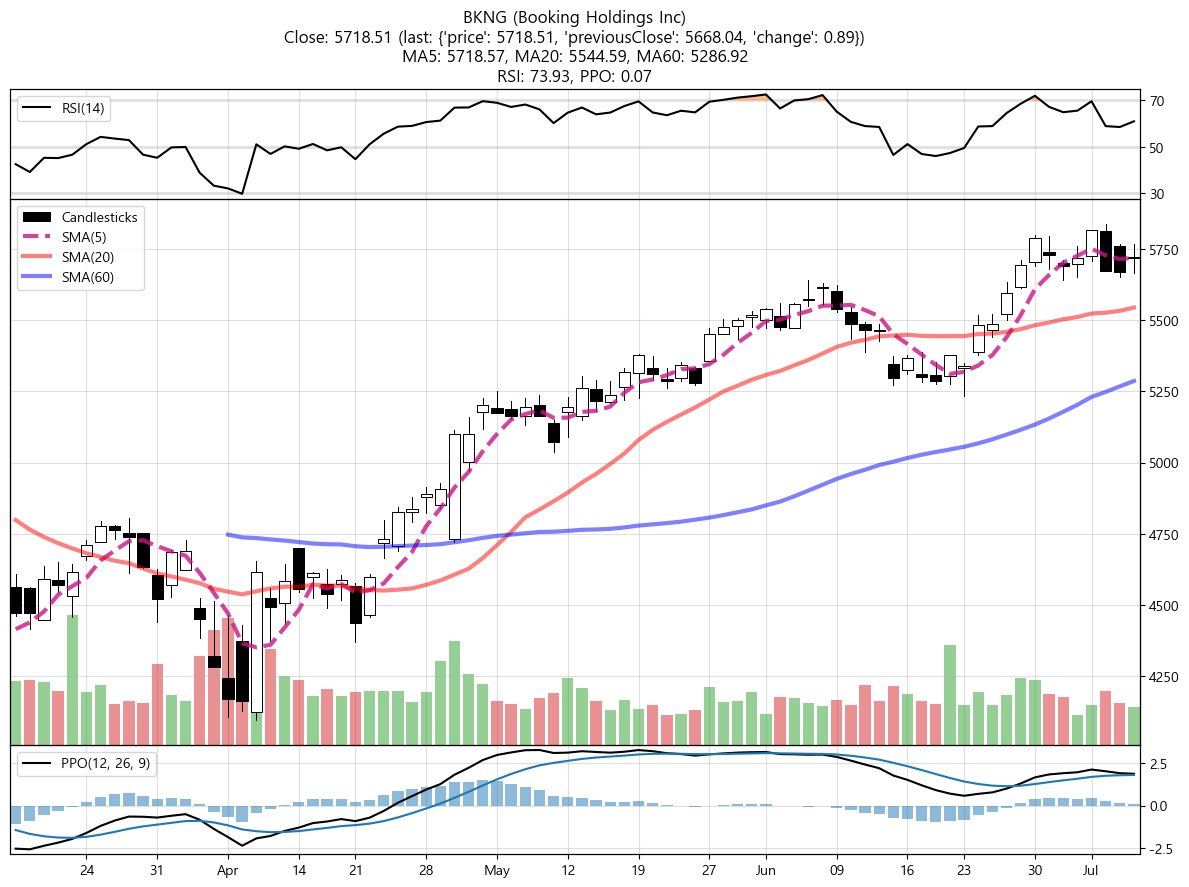 BKNG (Booking Holdings Inc)
Close: 5718.51 (last: {'price': 5718.51, 'previousClose': 5668.04, 'change': 0.89})
MA5: 5718.57, MA20: 5544.59, MA60: 5286.92
RSI: 73.93, PPO: 0.07
RSI(14)
70
50
30
Candlesticks
SMA(5)
SMA(20)
SMA(60)
5750
5500
5250
5000
4750
4500
4250
PPO(12, 26, 9)
2.5
0.0
-2.5
24 31 Apr 14 21 28 May 12 19 27 Jun 09 16 23 30 Jul